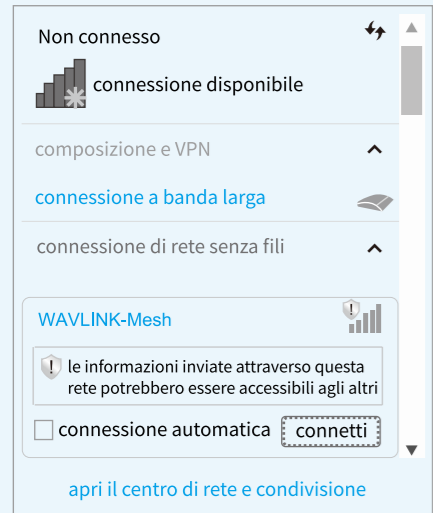 Non connesso
connessione disponibile
composizione e VPN
connessione a banda larga
connessione di rete senza fili
WAVLINK-Mesh
le informazioni inviate attraverso questa
rete potrebbero essere accessibili agli altri
connessione automatica connetti
apri il centro di rete e condivisione